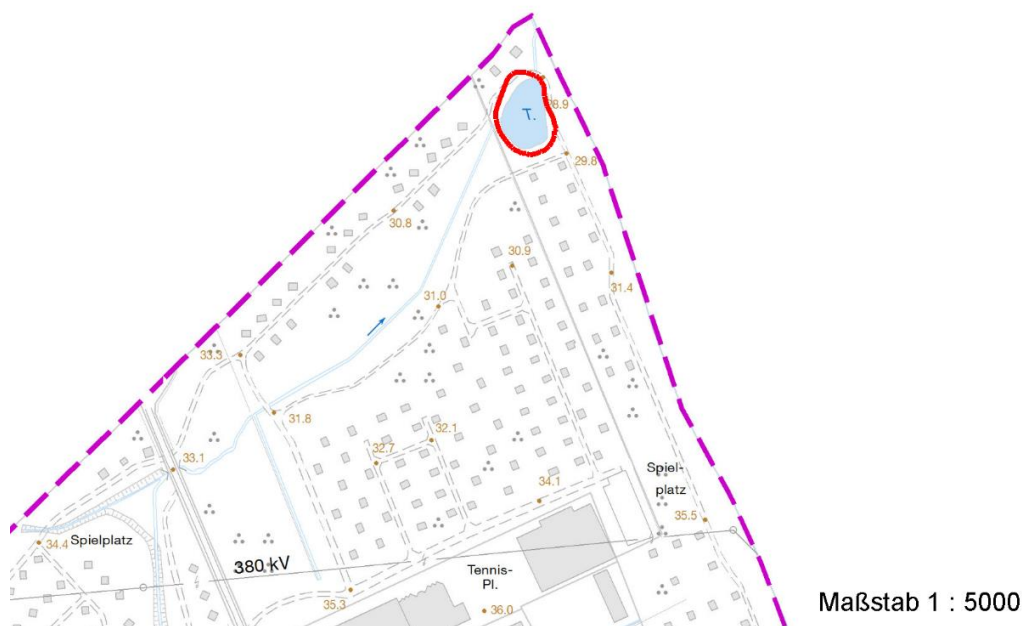 T.
28.9
29.8
30.8
30.9
31.4
31.0
33.3
31.8
32.1
32.7
33.1
34.1
Spiel-
platz
35.5
34.4
Spielplatz
380 kV
Tennis-
Pl.
35.3
36.0
Maßstab 1 : 5000